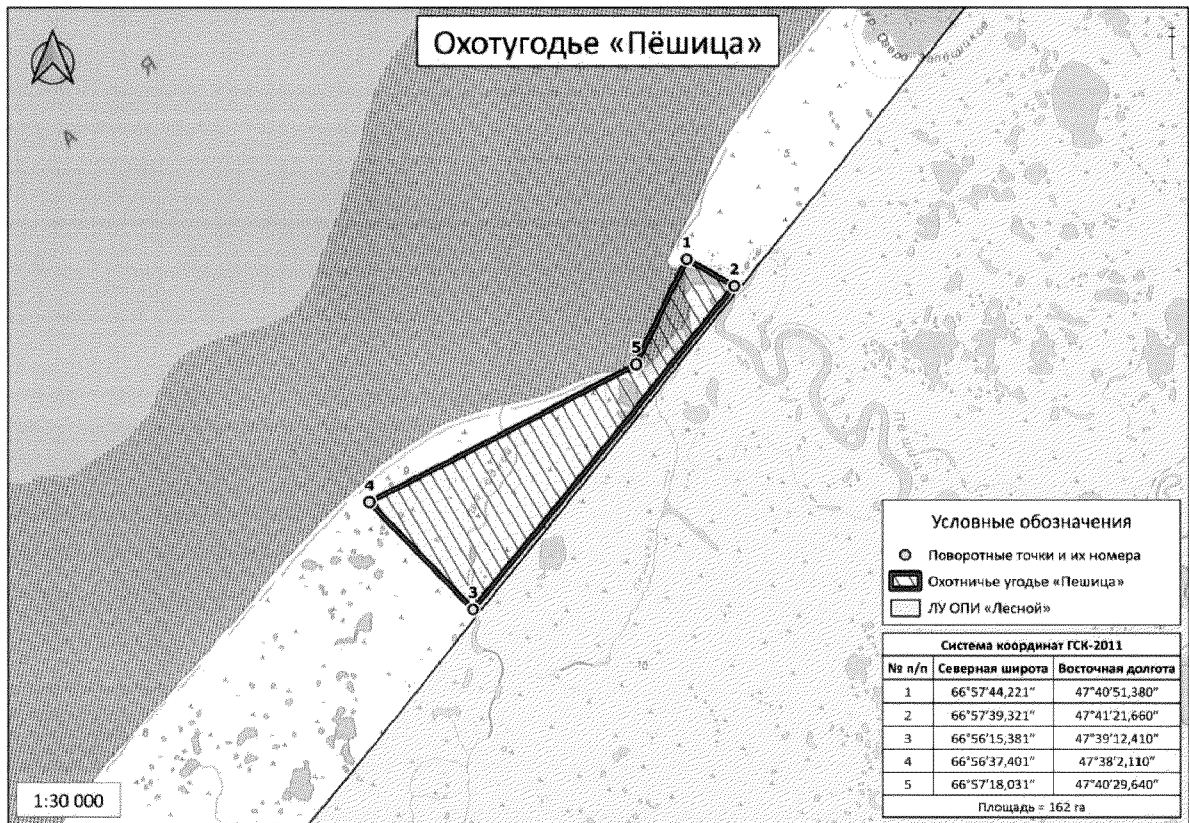 Охотугодье «Пёшица»
Я
А
1
2
5
4
3
10
Условные обозначения
Поворотные точки и их номера
Охотничье угодье «Пешица»
ЛУ ОПИ «Лесной»
Система координат ГСК-2011
№ п/п Северная широта Восточная долгота
1 66°57'44,221" 47°40'51,380"
2 66°57'39,321" 47°41'21,660"
3 66°56'15,381" 47°39'12,410"
4 66°56'37,401" 47°38'2,110"
5 66°57'18,031" 47°40'29,640"
Площадь = 162 га
1:30 000